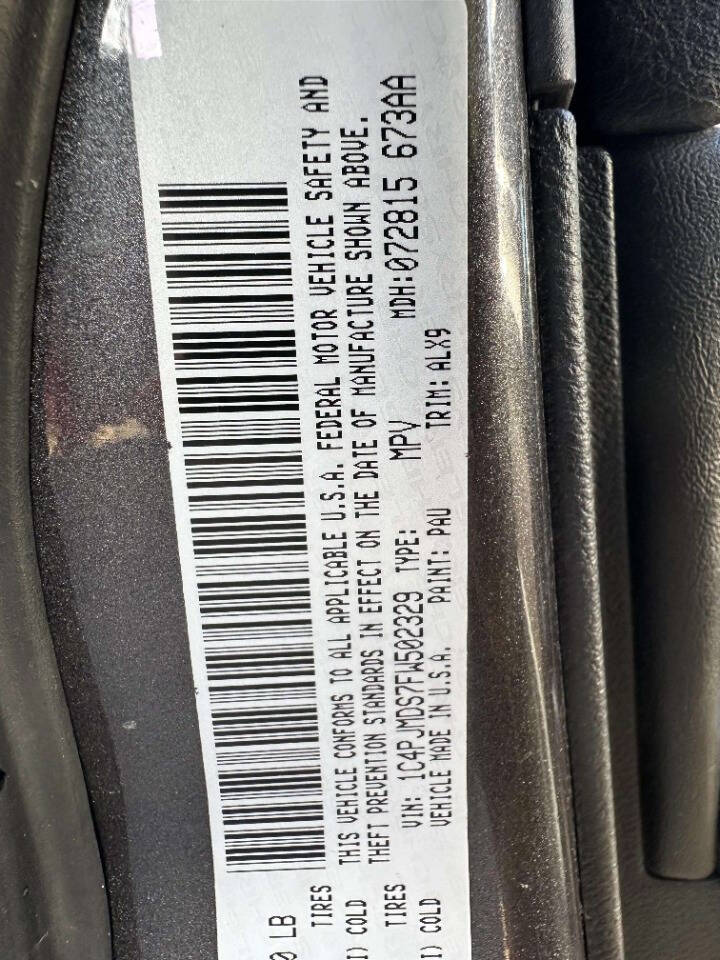 0 LB
TIRES
I) COLD
THIS VEHICLE CONFORMS TO ALL APPLICABLE U.S.A. FEDERAL MOTOR VEHICLE SAFETY AND
THEFT PREVENTION STANDARDS IN EFFECT ON THE DATE OF MANUFACTURE SHOWN ABOVE.
TIRES
I) COLD
VIN: 1C4PJMDS7FW502329 TYPE: MPV MDH:072815 673AA
VEHICLE MADE IN U.S.A. PAINT: PAU TRIM: ALX9